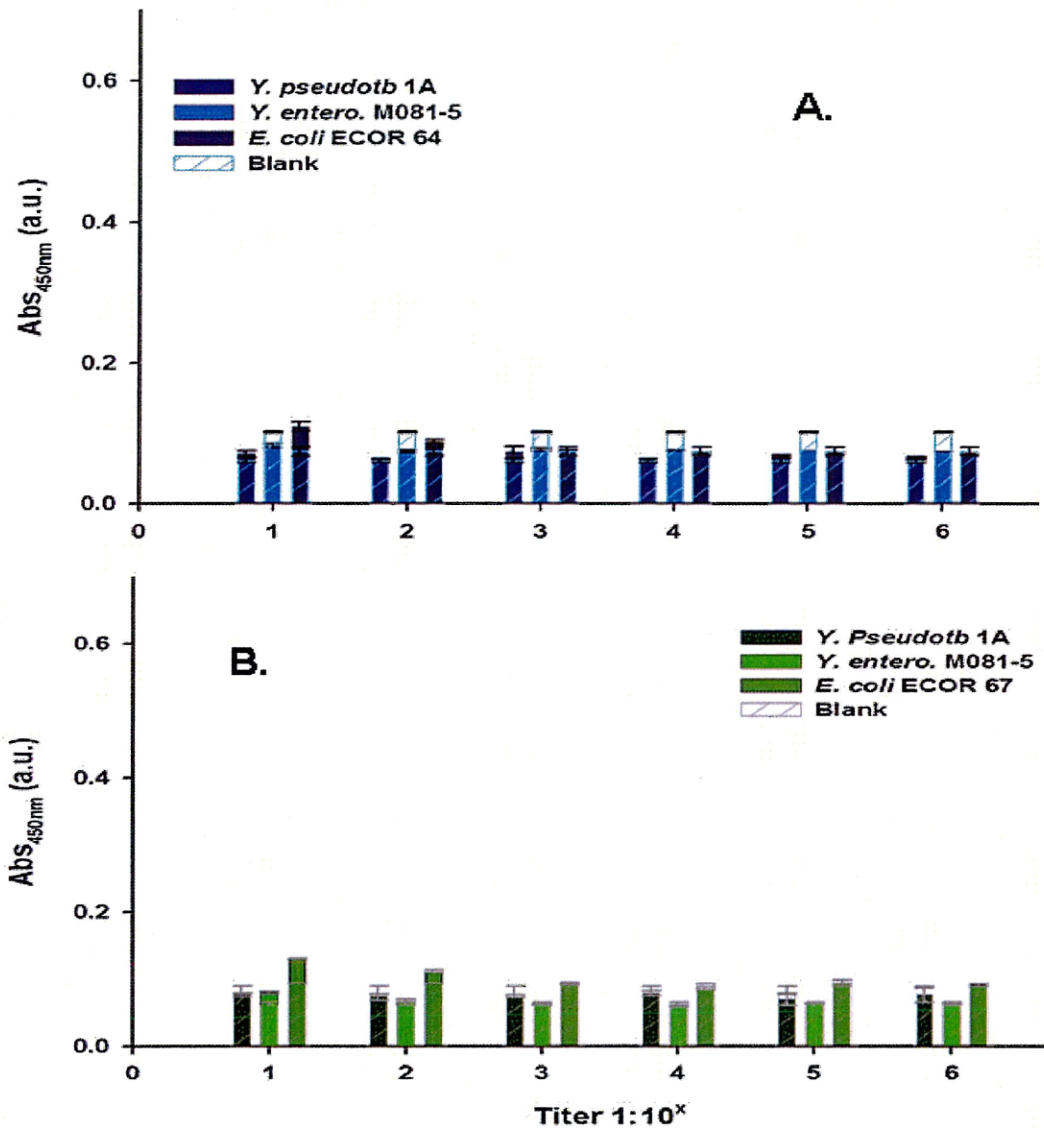 0.6
Y. pseudotb 1A
Y. entero. M081-5
E. coli ECOR 64
Blank
A.
0.4
Abs450nm (a.u.)
0.2
0.0
0 1 2 3 4 5 6
0.6
B.
Y. Pseudotb 1A
Y. entero. M081-5
E. coli ECOR 67
Blank
0.4
Abs450nm (a.u.)
0.2
0.0
0 1 2 3 4 5 6
Titer 1:10x